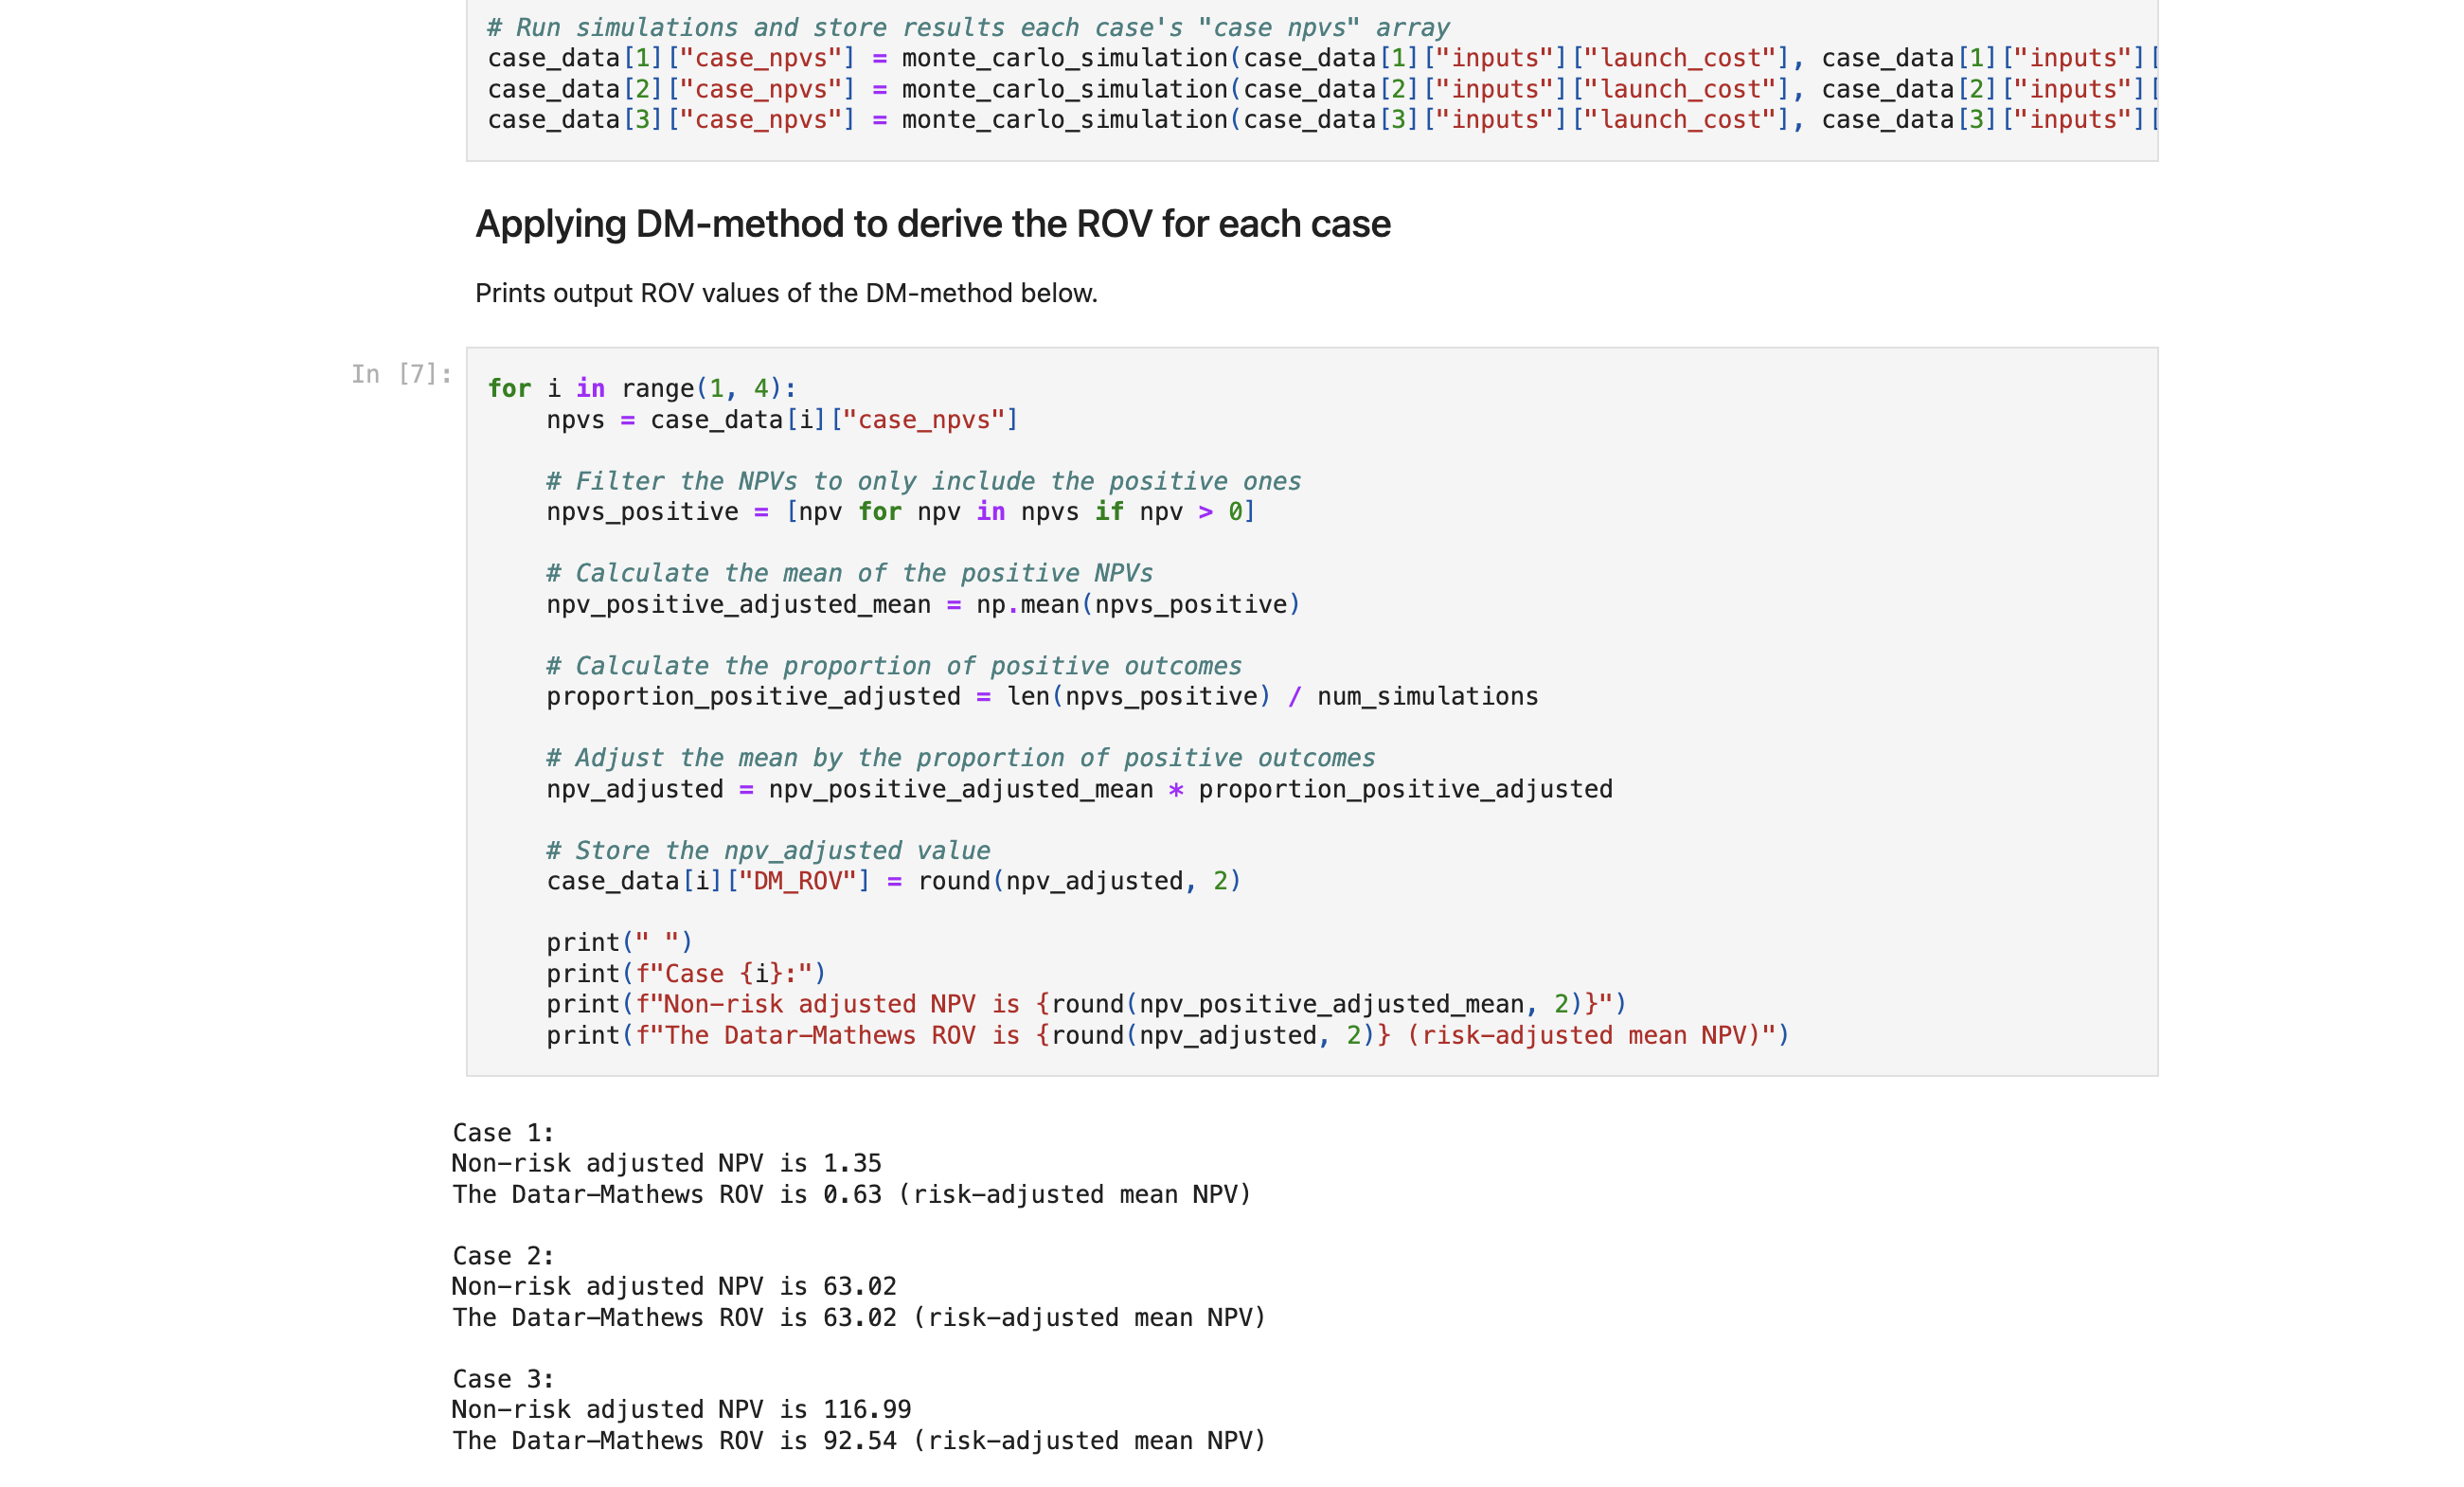 # Run simulations and store results each case's "case npvs" array
case_data[1]["case_npvs"] = monte_carlo_simulation(case_data[1]["inputs"]["launch_cost"], case_data[1]["inputs"][
case_data[2]["case_npvs"] = monte_carlo_simulation(case_data[2]["inputs"]["launch_cost"], case_data[2]["inputs"][
case_data[3]["case_npvs"] = monte_carlo_simulation(case_data[3]["inputs"]["launch_cost"], case_data[3]["inputs"][
Applying DM-method to derive the ROV for each case
Prints output ROV values of the DM-method below.
In [7]:
for i in range(1, 4):
    npvs = case_data[i]["case_npvs"]
    # Filter the NPVs to only include the positive ones
    npvs_positive = [npv for npv in npvs if npv > 0]
    # Calculate the mean of the positive NPVs
    npv_positive_adjusted_mean = np.mean(npvs_positive)
    # Calculate the proportion of positive outcomes
    proportion_positive_adjusted = len(npvs_positive) / num_simulations
    # Adjust the mean by the proportion of positive outcomes
    npv_adjusted = npv_positive_adjusted_mean * proportion_positive_adjusted
    # Store the npv_adjusted value
    case_data[i]["DM_ROV"] = round(npv_adjusted, 2)
    print(" ")
    print(f"Case {i}:")
    print(f"Non-risk adjusted NPV is {round(npv_positive_adjusted_mean, 2)}")
    print(f"The Datar-Mathews ROV is {round(npv_adjusted, 2)} (risk-adjusted mean NPV)")
Case 1:
Non-risk adjusted NPV is 1.35
The Datar-Mathews ROV is 0.63 (risk-adjusted mean NPV)
Case 2:
Non-risk adjusted NPV is 63.02
The Datar-Mathews ROV is 63.02 (risk-adjusted mean NPV)
Case 3:
Non-risk adjusted NPV is 116.99
The Datar-Mathews ROV is 92.54 (risk-adjusted mean NPV)